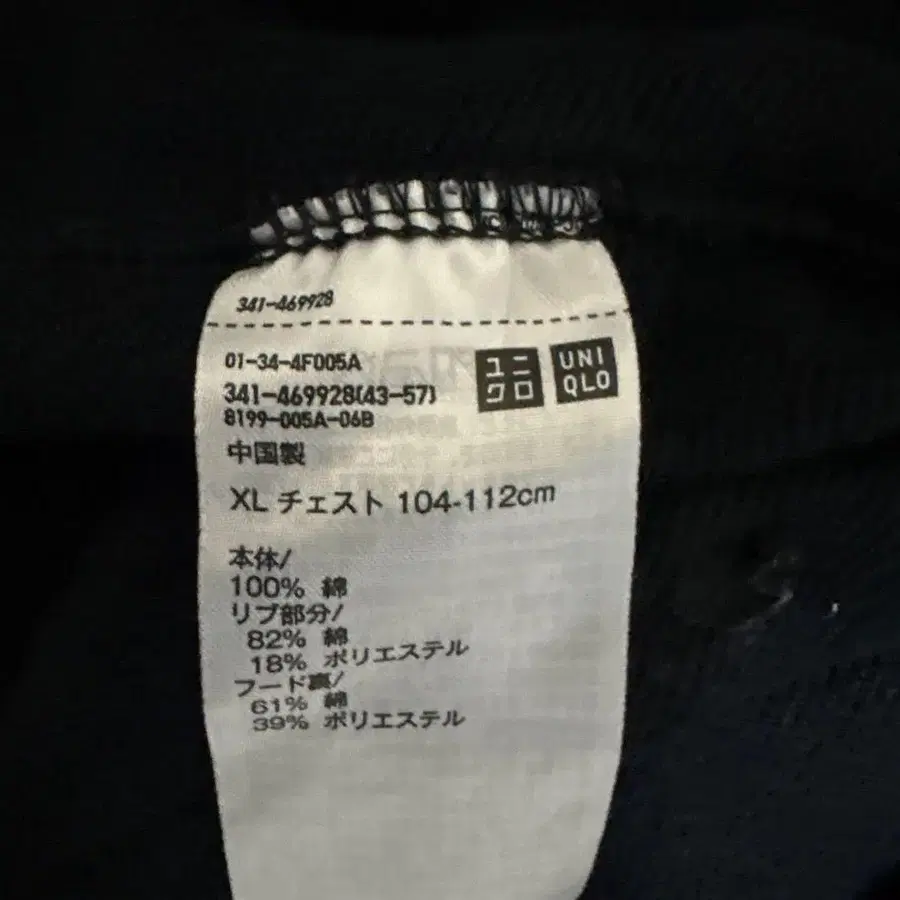 341-469928
01-34-4F005A
341-469928(43-57)
8199-005A-06B
ユニ
クロ
UNI
QLO
中国製
XL チェスト 104-112cm
本体/
100% 綿
リブ部分/
82% 綿
18% ポリエステル
フード裏/
61% 綿
39% ポリエステル